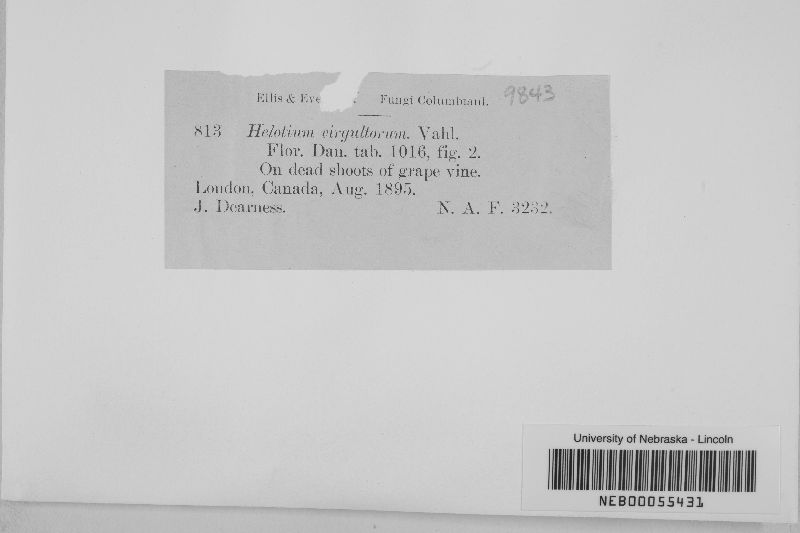 Ellis & Eve Fungi Columbiani. 9843
813 Helotium virgultorum. Vahl.
Flor. Dan. tab. 1016, fig. 2.
On dead shoots of grape vine.
London, Canada, Aug. 1895.
J. Dearness. N. A. F. 3232.
University of Nebraska - Lincoln
NEB00055431